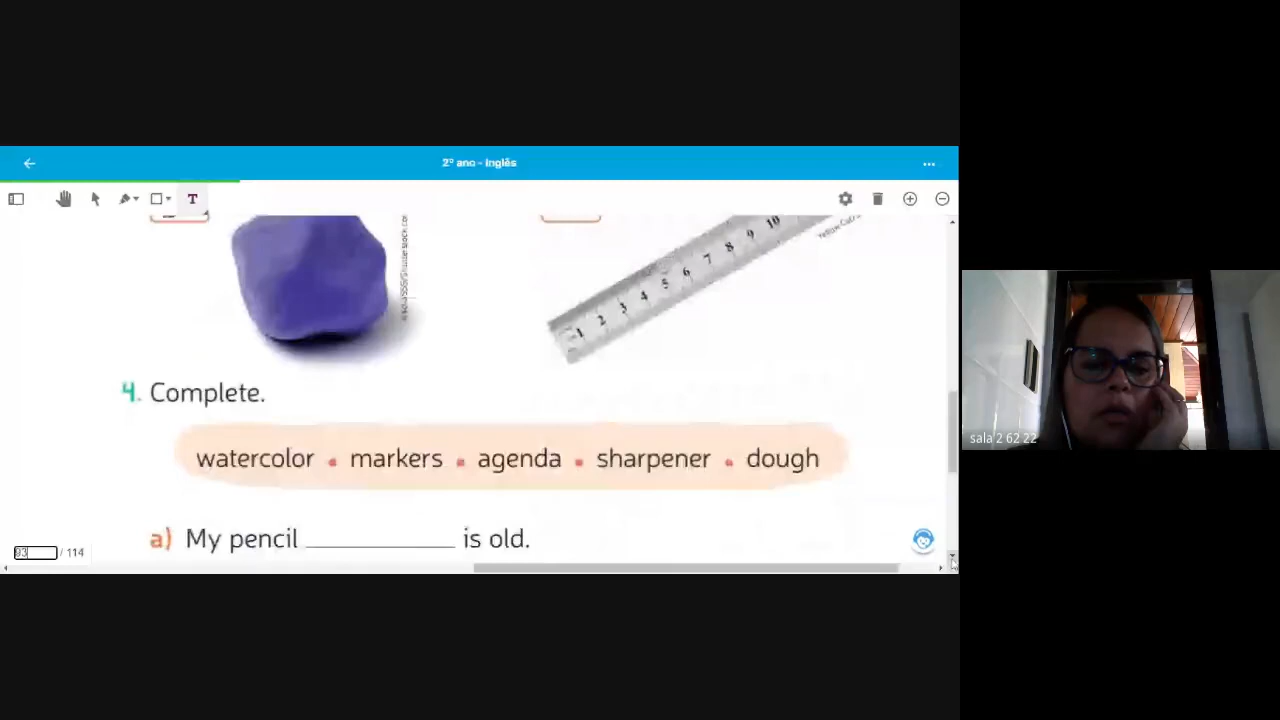 2º ano - Inglês
T
1 2 3 4 5 6 7 8 9 10
4. Complete.
watercolor • markers • agenda • sharpener • dough
a) My pencil ____________ is old.
93 / 114
sala 2 62 22